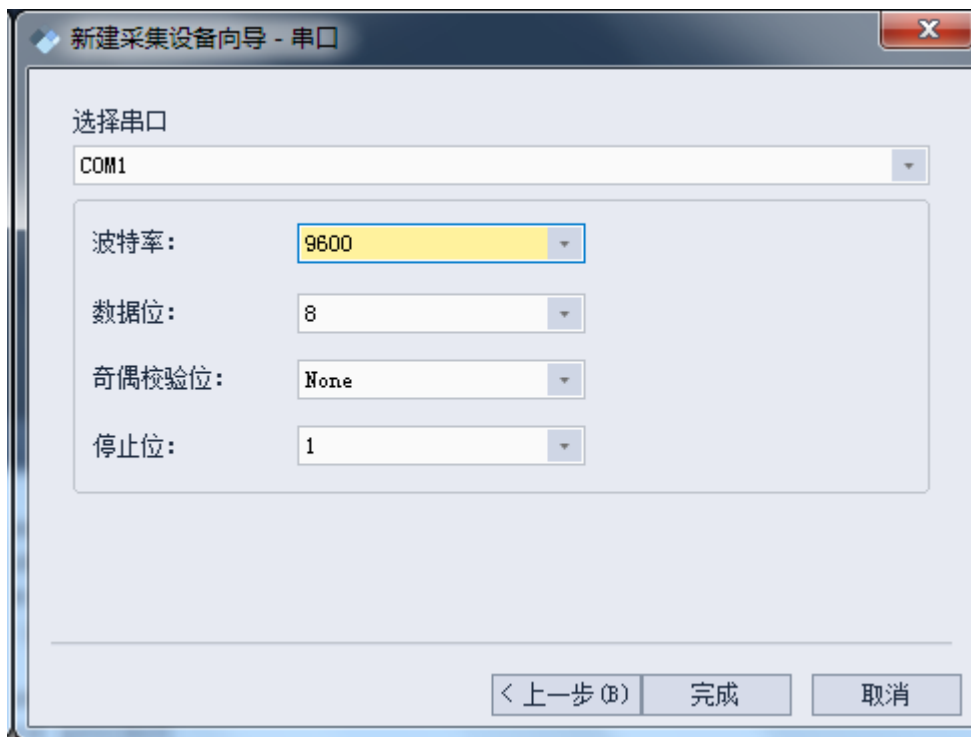 新建采集设备向导 - 串口
选择串口
COM1
波特率: 9600
数据位: 8
奇偶校验位: None
停止位: 1
< 上一步(B) 完成 取消